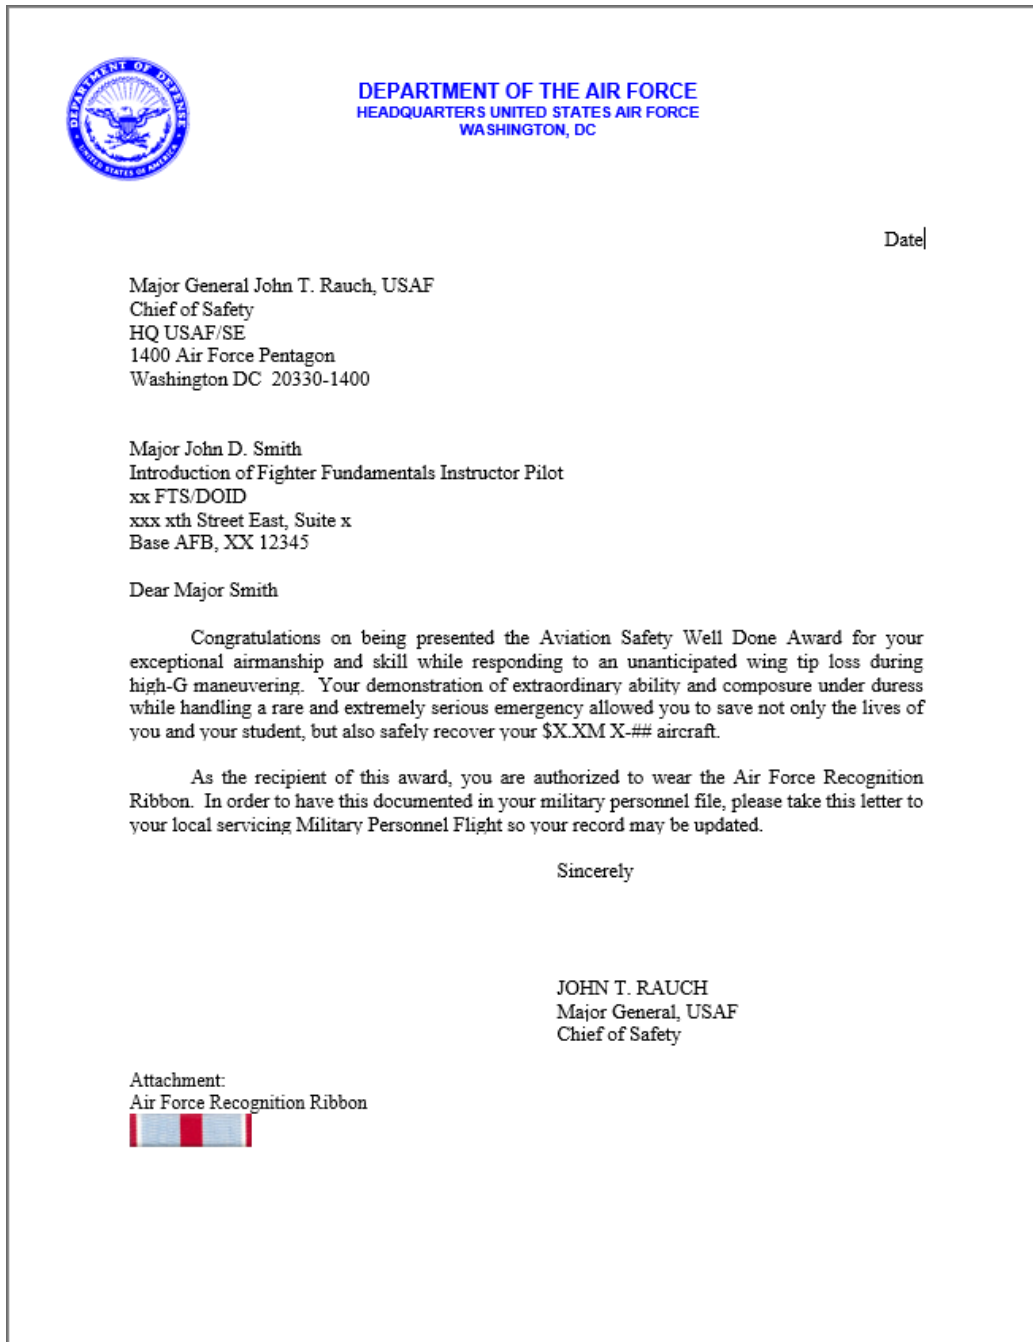 DEPARTMENT OF DEFENSE
UNITED STATES OF AMERICA
DEPARTMENT OF THE AIR FORCE
HEADQUARTERS UNITED STATES AIR FORCE
WASHINGTON, DC
Date
Major General John T. Rauch, USAF
Chief of Safety
HQ USAF/SE
1400 Air Force Pentagon
Washington DC  20330-1400
Major John D. Smith
Introduction of Fighter Fundamentals Instructor Pilot
xx FTS/DOID
xxx xth Street East, Suite x
Base AFB, XX 12345
Dear Major Smith
Congratulations on being presented the Aviation Safety Well Done Award for your
exceptional airmanship and skill while responding to an unanticipated wing tip loss during
high-G maneuvering.  Your demonstration of extraordinary ability and composure under duress
while handling a rare and extremely serious emergency allowed you to save not only the lives of
you and your student, but also safely recover your $X.XM X-## aircraft.
As the recipient of this award, you are authorized to wear the Air Force Recognition
Ribbon.  In order to have this documented in your military personnel file, please take this letter to
your local servicing Military Personnel Flight so your record may be updated.
Sincerely
JOHN T. RAUCH
Major General, USAF
Chief of Safety
Attachment:
Air Force Recognition Ribbon